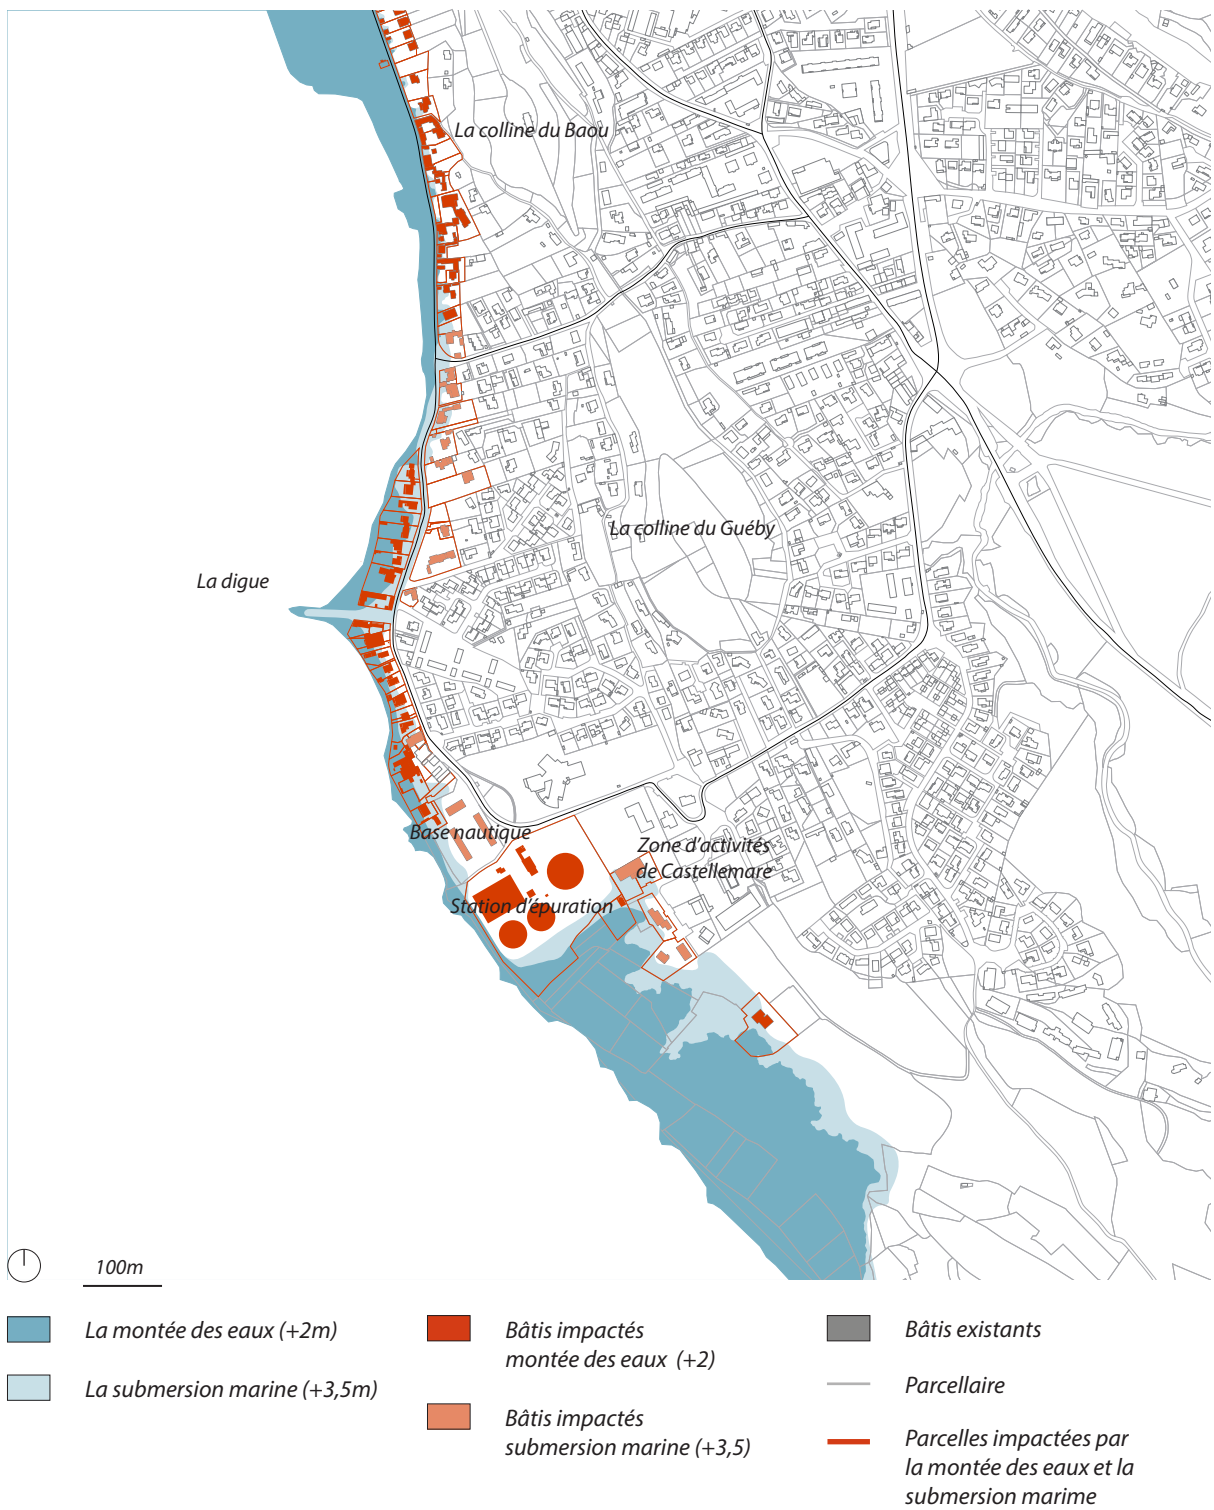 La colline du Baou
La colline du Guéby
La digue
Base nautique
Zone d'activités
de Castellemare
Station d'épuration
100m
La montée des eaux (+2m)
La submersion marine (+3,5m)
Bâtis impactés
montée des eaux (+2)
Bâtis impactés
submersion marine (+3,5)
Bâtis existants
Parcellaire
Parcelles impactées par
la montée des eaux et la
submersion marime